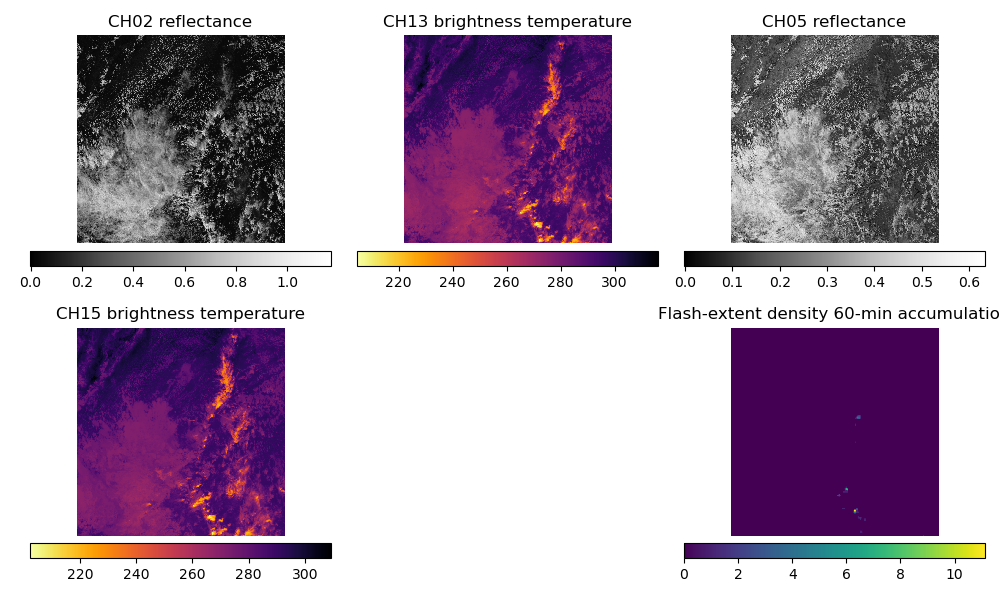 CH02 reflectance
CH13 brightness temperature
CH05 reflectance
0.0 0.2 0.4 0.6 0.8 1.0
220 240 260 280 300
0.0 0.1 0.2 0.3 0.4 0.5 0.6
CH15 brightness temperature
Flash-extent density 60-min accumulatio
220 240 260 280 300
0 2 4 6 8 10